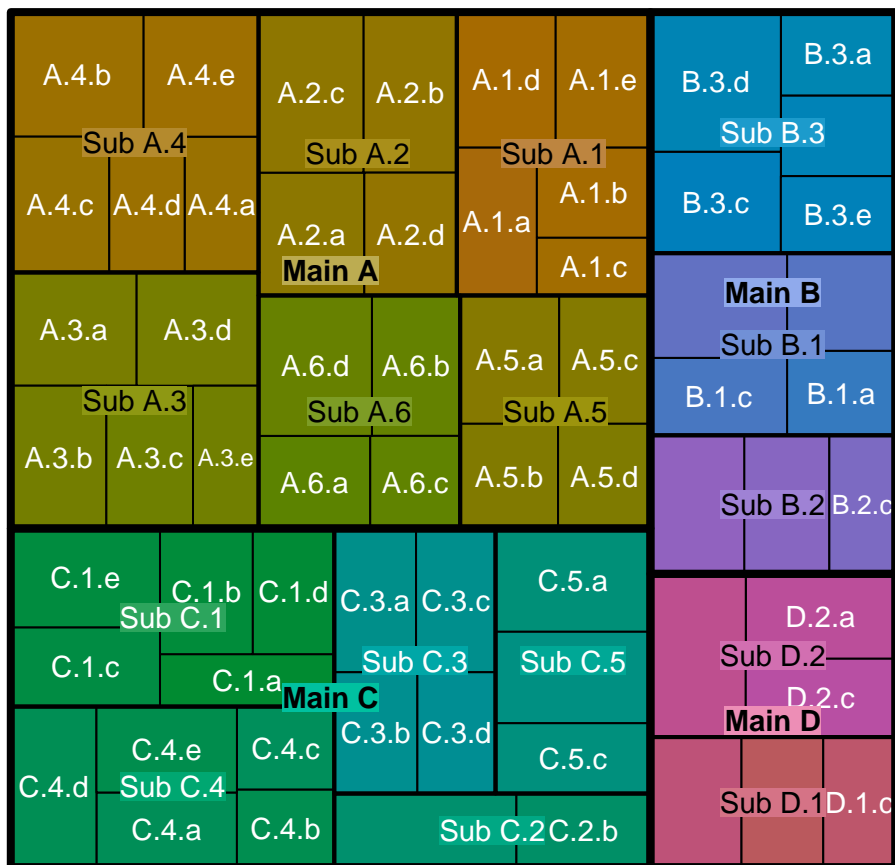 A.4.b
A.4.e
Sub A.4
A.4.c
A.4.d
A.4.a
A.2.c
A.2.b
Sub A.2
A.2.a
A.2.d
A.1.d
A.1.e
Sub A.1
A.1.a
A.1.b
A.1.c
Main A
A.3.a
A.3.d
Sub A.3
A.3.b
A.3.c
A.3.e
A.6.d
A.6.b
Sub A.6
A.6.a
A.6.c
A.5.a
A.5.c
Sub A.5
A.5.b
A.5.d
B.3.d
B.3.a
Sub B.3
B.3.c
B.3.e
Main B
Sub B.1
B.1.c
B.1.a
Sub B.2
B.2.c
C.1.e
C.1.b
C.1.d
Sub C.1
C.1.c
C.1.a
C.3.a
C.3.c
Sub C.3
C.3.b
C.3.d
C.5.a
Sub C.5
C.5.c
Main C
C.4.d
C.4.e
C.4.c
Sub C.4
C.4.a
C.4.b
Sub C.2
C.2.b
D.2.a
Sub D.2
D.2.c
Main D
Sub D.1
D.1.c